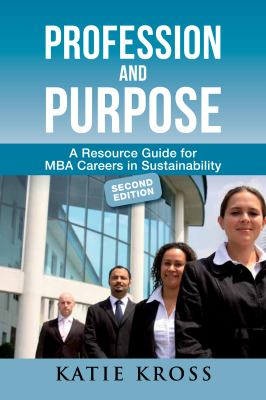 PROFESSION
AND
PURPOSE
A Resource Guide for
MBA Careers in Sustainability
SECOND
EDITION
KATIE KROSS